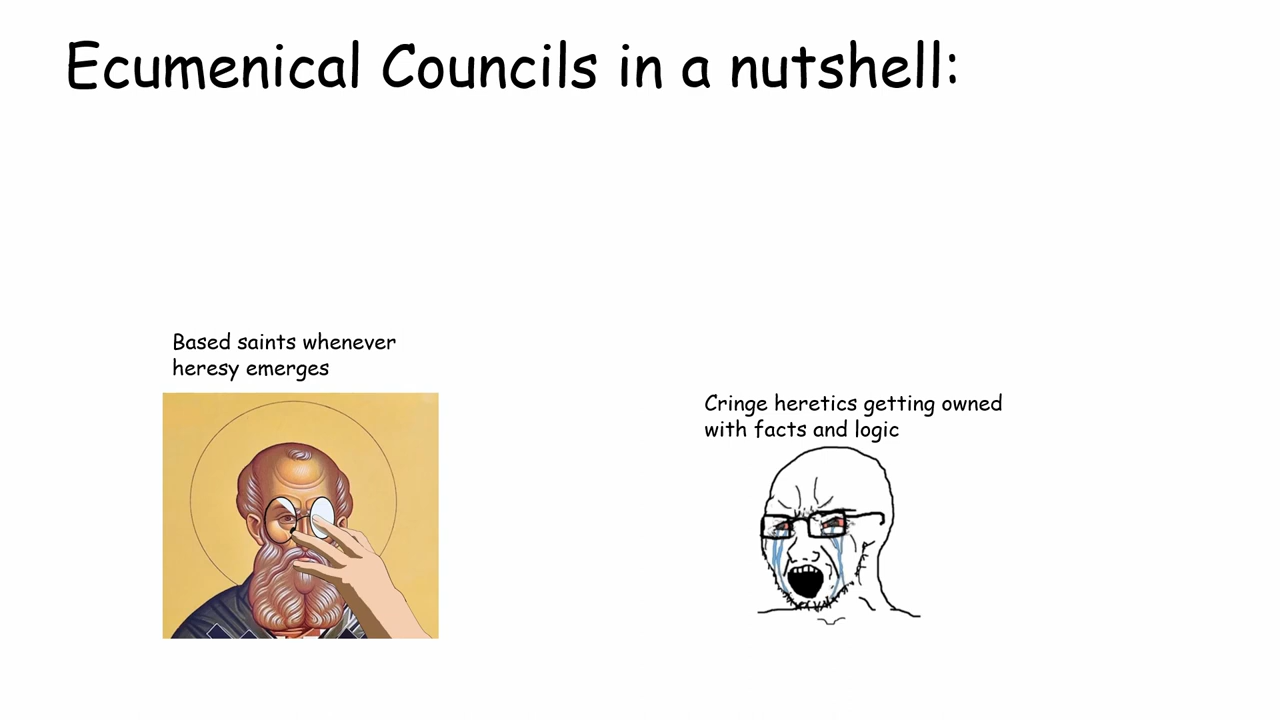 Ecumenical Councils in a nutshell:
Based saints whenever
heresy emerges
Cringe heretics getting owned
with facts and logic